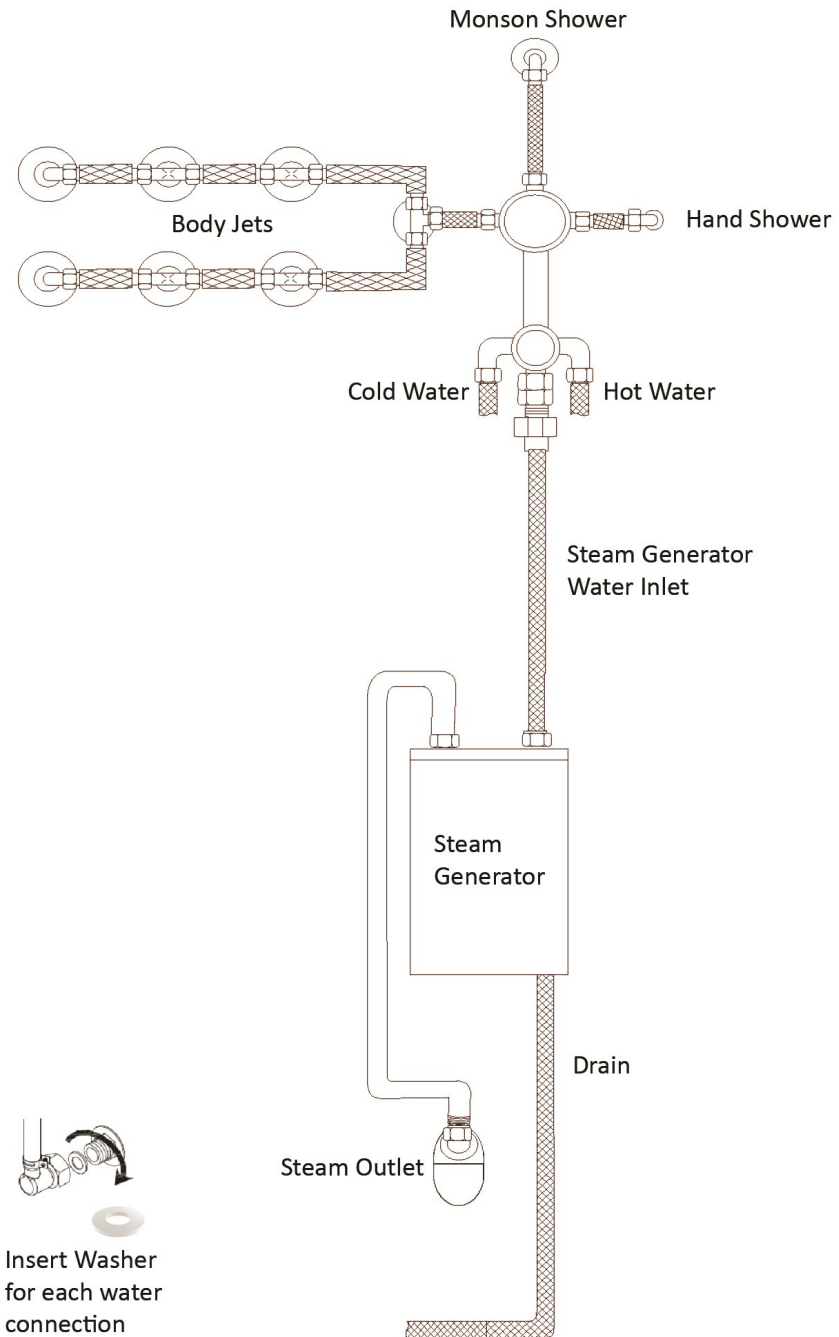 Monson Shower
Body Jets
Hand Shower
Cold Water
Hot Water
Steam Generator
Water Inlet
Steam
Generator
Drain
Steam Outlet
Insert Washer
for each water
connection